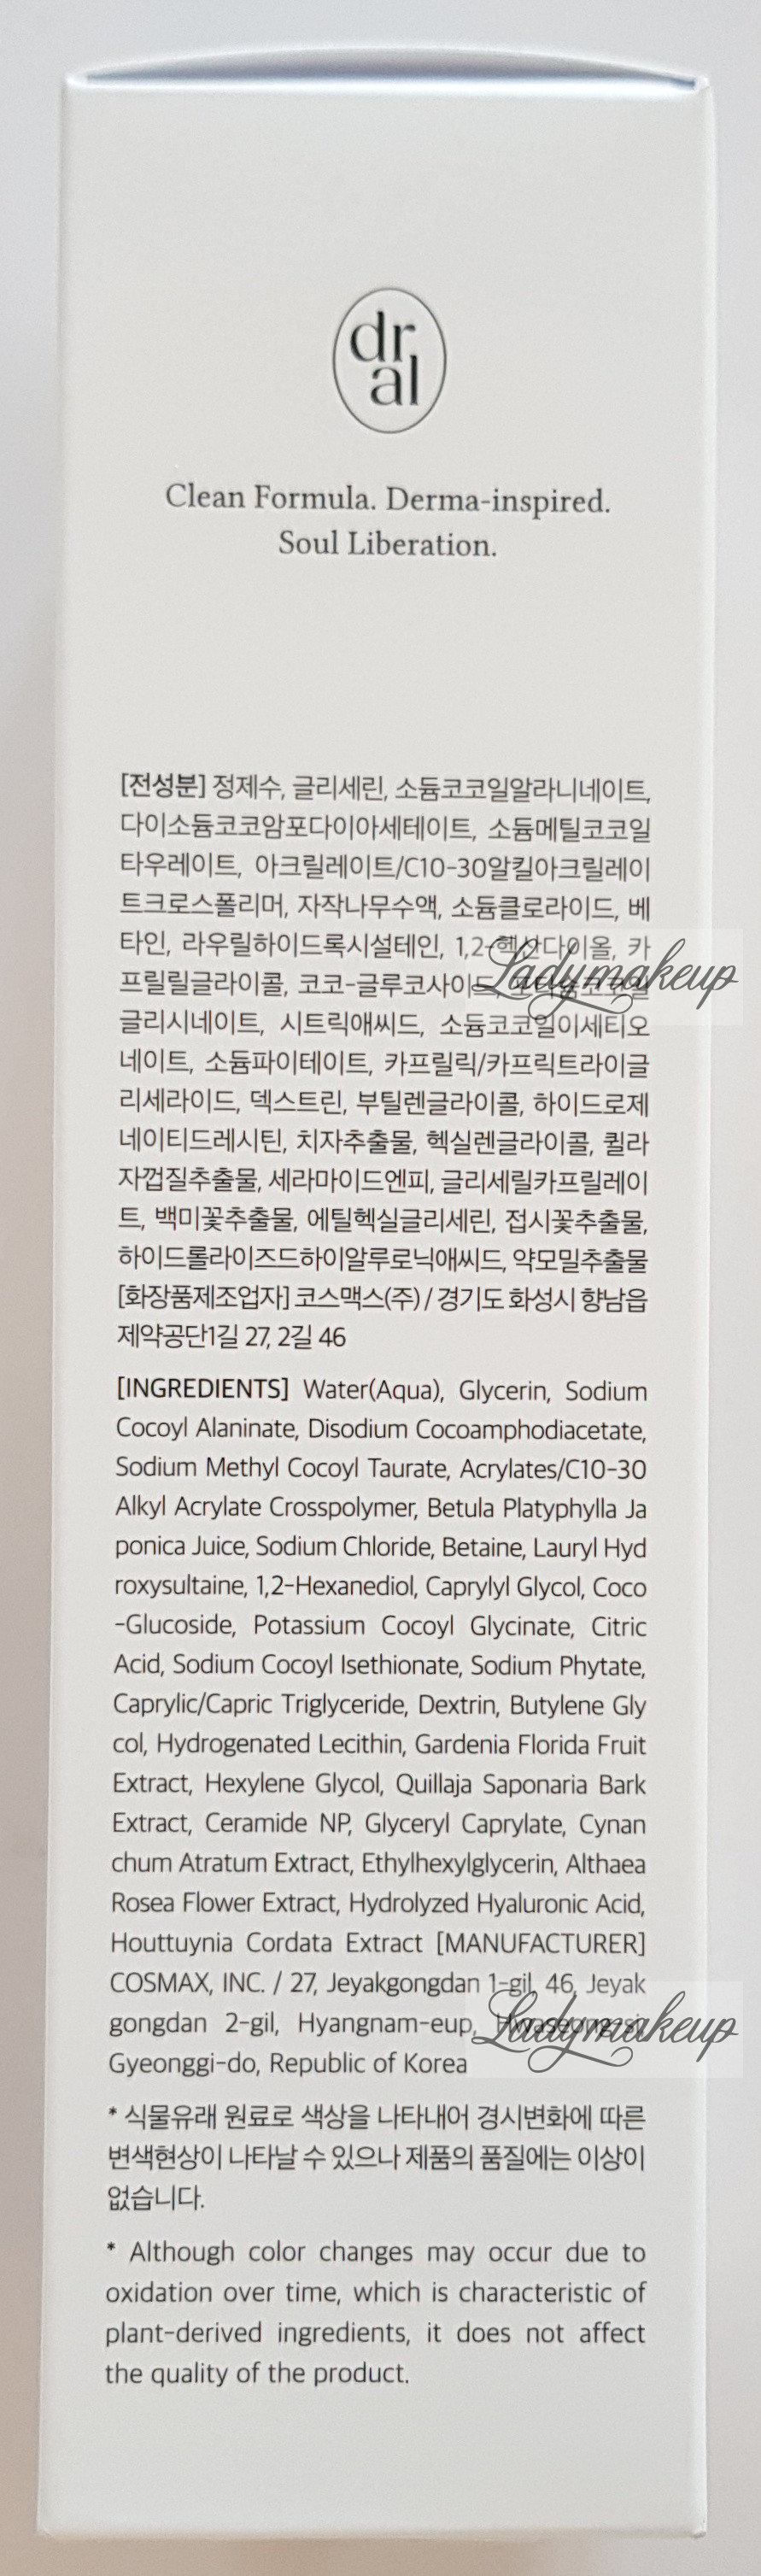 dr.
al
Clean Formula. Derma-inspired.
Soul Liberation.
[전성분] 정제수, 글리세린, 소듐코코일알라니네이트,
다이소듐코코암포다이아세테이트, 소듐메틸코코일
타우레이트, 아크릴레이트/C10-30알킬아크릴레이
트크로스폴리머, 자작나무수액, 소듐클로라이드, 베
타인, 라우릴하이드록시설테인, 1,2-헥산다이올, 카
프릴릴글라이콜, 코코-글루코사이드,
Ladymakeup
글리시네이트, 시트릭애씨드, 소듐코코일이세티오
네이트, 소듐파이테이트, 카프릴릭/카프릭트라이글
리세라이드, 덱스트린, 부틸렌글라이콜, 하이드로제
네이티드레시틴, 치자추출물, 헥실렌글라이콜, 퀼라
자껍질추출물, 세라마이드엔피, 글리세릴카프릴레이
트, 백미꽃추출물, 에틸헥실글리세린, 접시꽃추출물,
하이드롤라이즈드하이알루로닉애씨드, 약모밀추출물
[화장품제조업자] 코스맥스(주) / 경기도 화성시 향남읍
제약공단1길 27, 2길 46
[INGREDIENTS] Water(Aqua), Glycerin, Sodium
Cocoyl Alaninate, Disodium Cocoamphodiacetate,
Sodium Methyl Cocoyl Taurate, Acrylates/C10-30
Alkyl Acrylate Crosspolymer, Betula Platyphylla Ja
ponica Juice, Sodium Chloride, Betaine, Lauryl Hyd
roxysultaine, 1,2-Hexanediol, Caprylyl Glycol, Coco
-Glucoside, Potassium Cocoyl Glycinate, Citric
Acid, Sodium Cocoyl Isethionate, Sodium Phytate,
Caprylic/Capric Triglyceride, Dextrin, Butylene Gly
col, Hydrogenated Lecithin, Gardenia Florida Fruit
Extract, Hexylene Glycol, Quillaja Saponaria Bark
Extract, Ceramide NP, Glyceryl Caprylate, Cynan
chum Atratum Extract, Ethylhexylglycerin, Althaea
Rosea Flower Extract, Hydrolyzed Hyaluronic Acid,
Houttuynia Cordata Extract [MANUFACTURER]
COSMAX, INC. / 27, Jeyakgongdan 1-gil, 46, Jeyak
gongdan 2-gil, Hyangnam-eup, Hwaseong-si,
Ladymakeup
Gyeonggi-do, Republic of Korea
* 식물유래 원료로 색상을 나타내어 경시변화에 따른
변색현상이 나타날 수 있으나 제품의 품질에는 이상이
없습니다.
* Although color changes may occur due to
oxidation over time, which is characteristic of
plant-derived ingredients, it does not affect
the quality of the product.